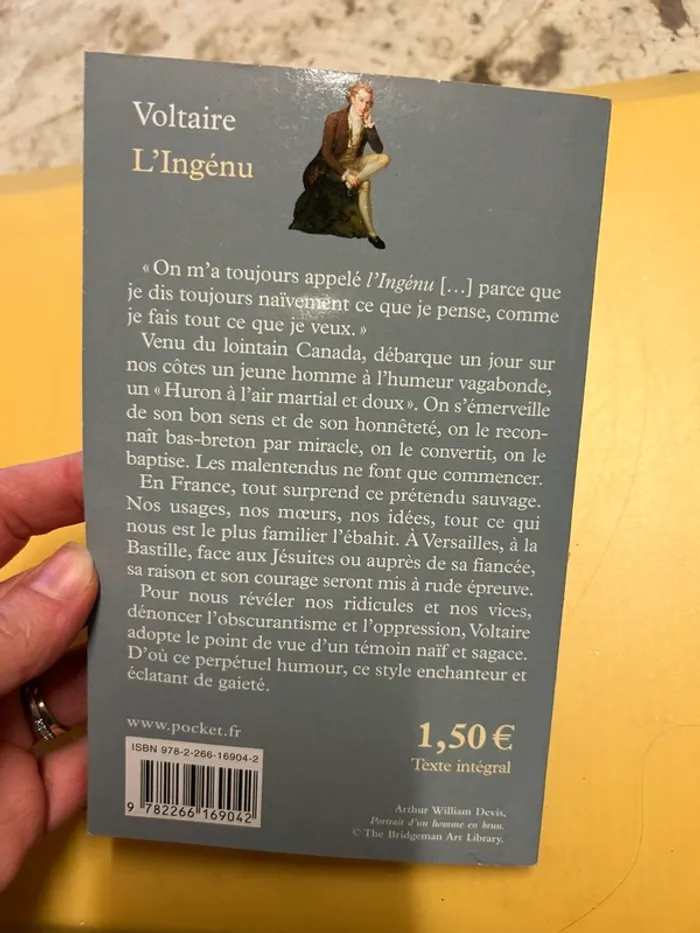 Voltaire
L'Ingénu
« On m'a toujours appelé l'Ingénu [...] parce que
je dis toujours naïvement ce que je pense, comme
je fais tout ce que je veux. »
Venu du lointain Canada, débarque un jour sur
nos côtes un jeune homme à l'humeur vagabonde,
un « Huron à l'air martial et doux ». On s'émerveille
de son bon sens et de son honnêteté, on le recon-
naît bas-breton par miracle, on le convertit, on le
baptise. Les malentendus ne font que commencer.
En France, tout surprend ce prétendu sauvage.
Nos usages, nos mœurs, nos idées, tout ce qui
nous est le plus familier l'ébahit. À Versailles, à la
Bastille, face aux Jésuites ou auprès de sa fiancée,
sa raison et son courage seront mis à rude épreuve.
Pour nous révéler nos ridicules et nos vices,
dénoncer l'obscurantisme et l'oppression, Voltaire
adopte le point de vue d'un témoin naïf et sagace.
D'où ce perpétuel humour, ce style enchanteur et
éclatant de gaieté.
www.pocket.fr
1,50 €
Texte intégral
ISBN 978-2-266-16904-2
9 782266 169042
Arthur William Devis,
Portrait d'un homme en brun.
© The Bridgeman Art Library.